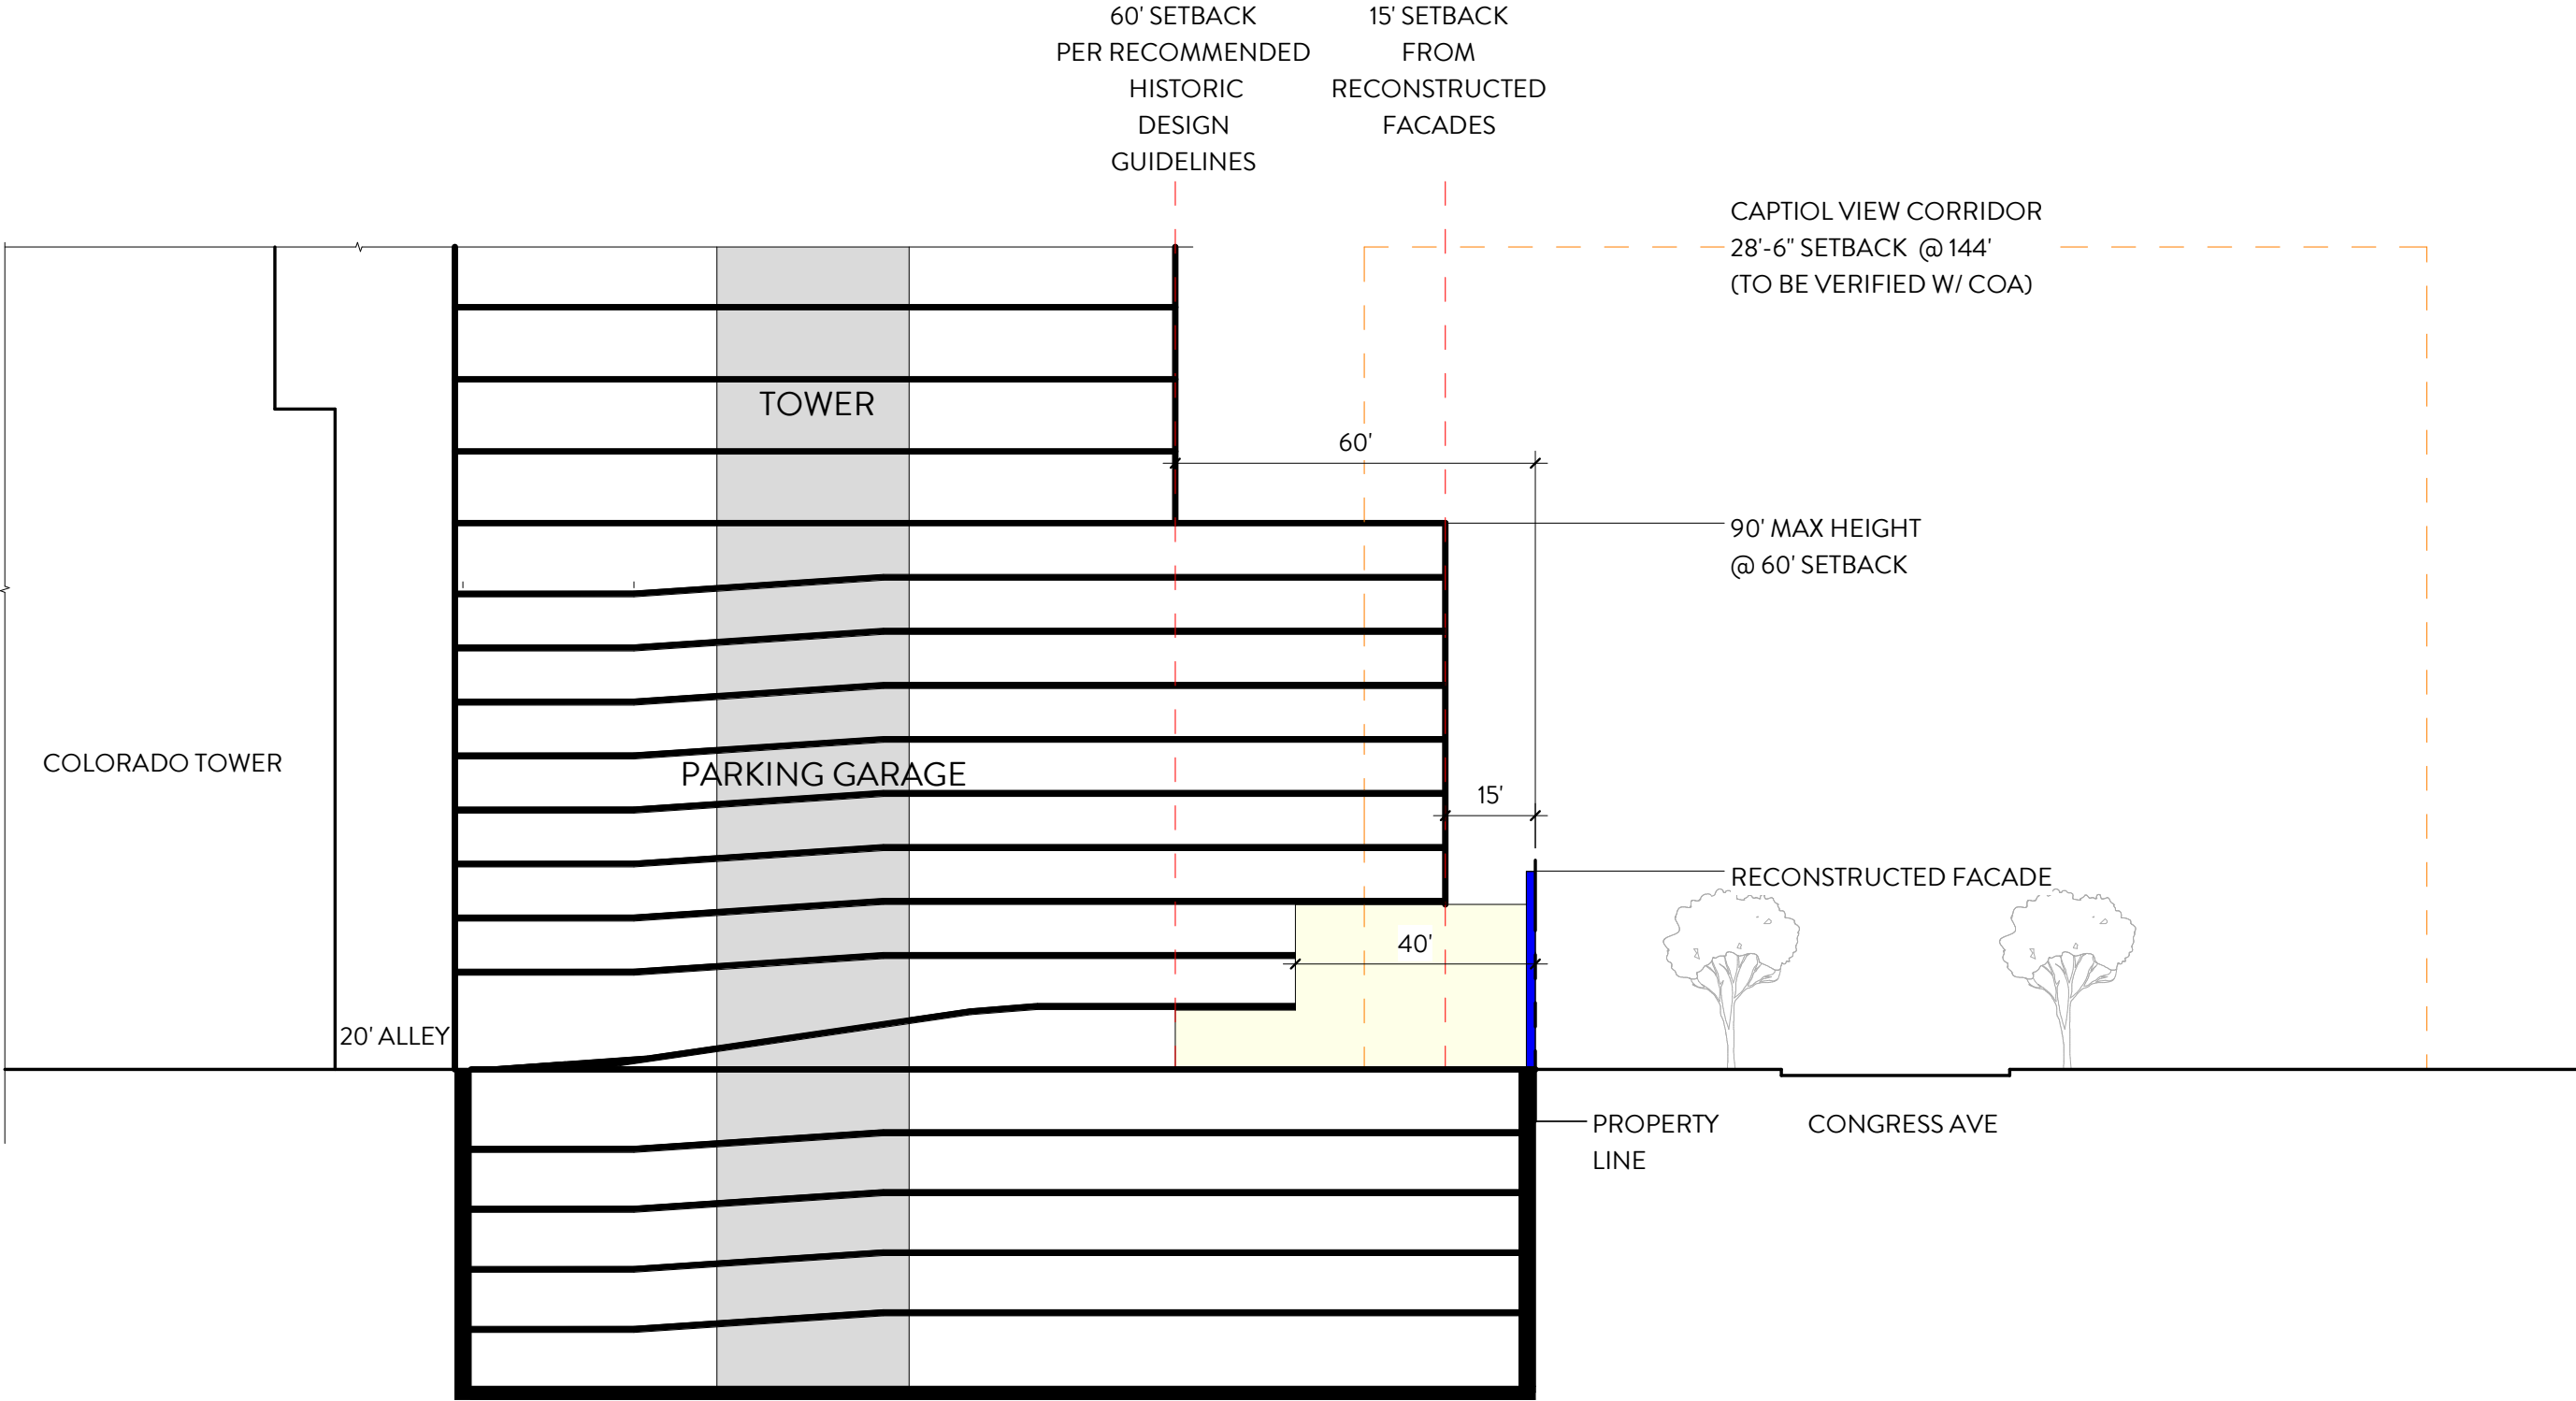 60' SETBACK
PER RECOMMENDED
HISTORIC
DESIGN
GUIDELINES
15' SETBACK
FROM
RECONSTRUCTED
FACADES
CAPTIOL VIEW CORRIDOR
28'-6" SETBACK @ 144'
(TO BE VERIFIED W/ COA)
TOWER
60'
90' MAX HEIGHT
@ 60' SETBACK
COLORADO TOWER
PARKING GARAGE
15'
RECONSTRUCTED FACADE
40'
20' ALLEY
PROPERTY
LINE
CONGRESS AVE